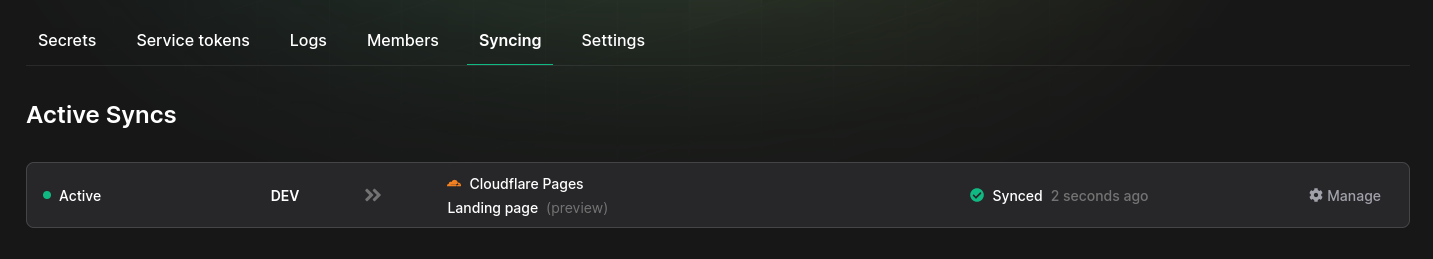 Secrets Service tokens Logs Members Syncing Settings
Active Syncs
Active DEV Cloudflare Pages Synced 2 seconds ago Manage
Landing page (preview)